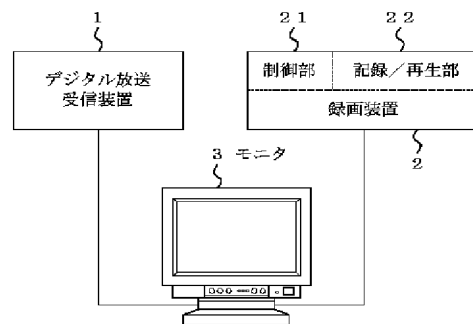 1
デジタル放送
受信装置
21
22
制御部
記録／再生部
録画装置
2
3 モニタ